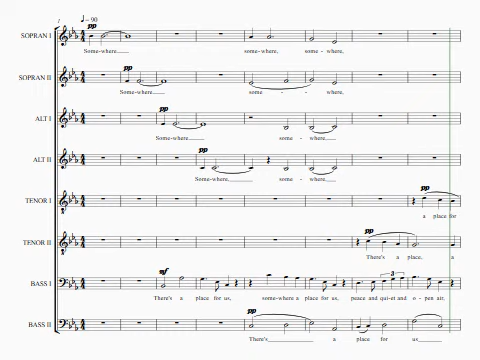 1
♩ = 90
SOPRAN I
pp
Some-where
some-where, some - where,
SOPRAN II
pp
Some-where
some - - where,
ALT I
pp
Some-where
some - where,
ALT II
pp
Some-where
some - where,
TENOR I
pp
a place for
TENOR II
pp
There's a place, a
BASS I
mf
3
There's a place for us, some-where a place for us, peace and qui-et and o - pen air,
BASS II
pp
There's a place for us